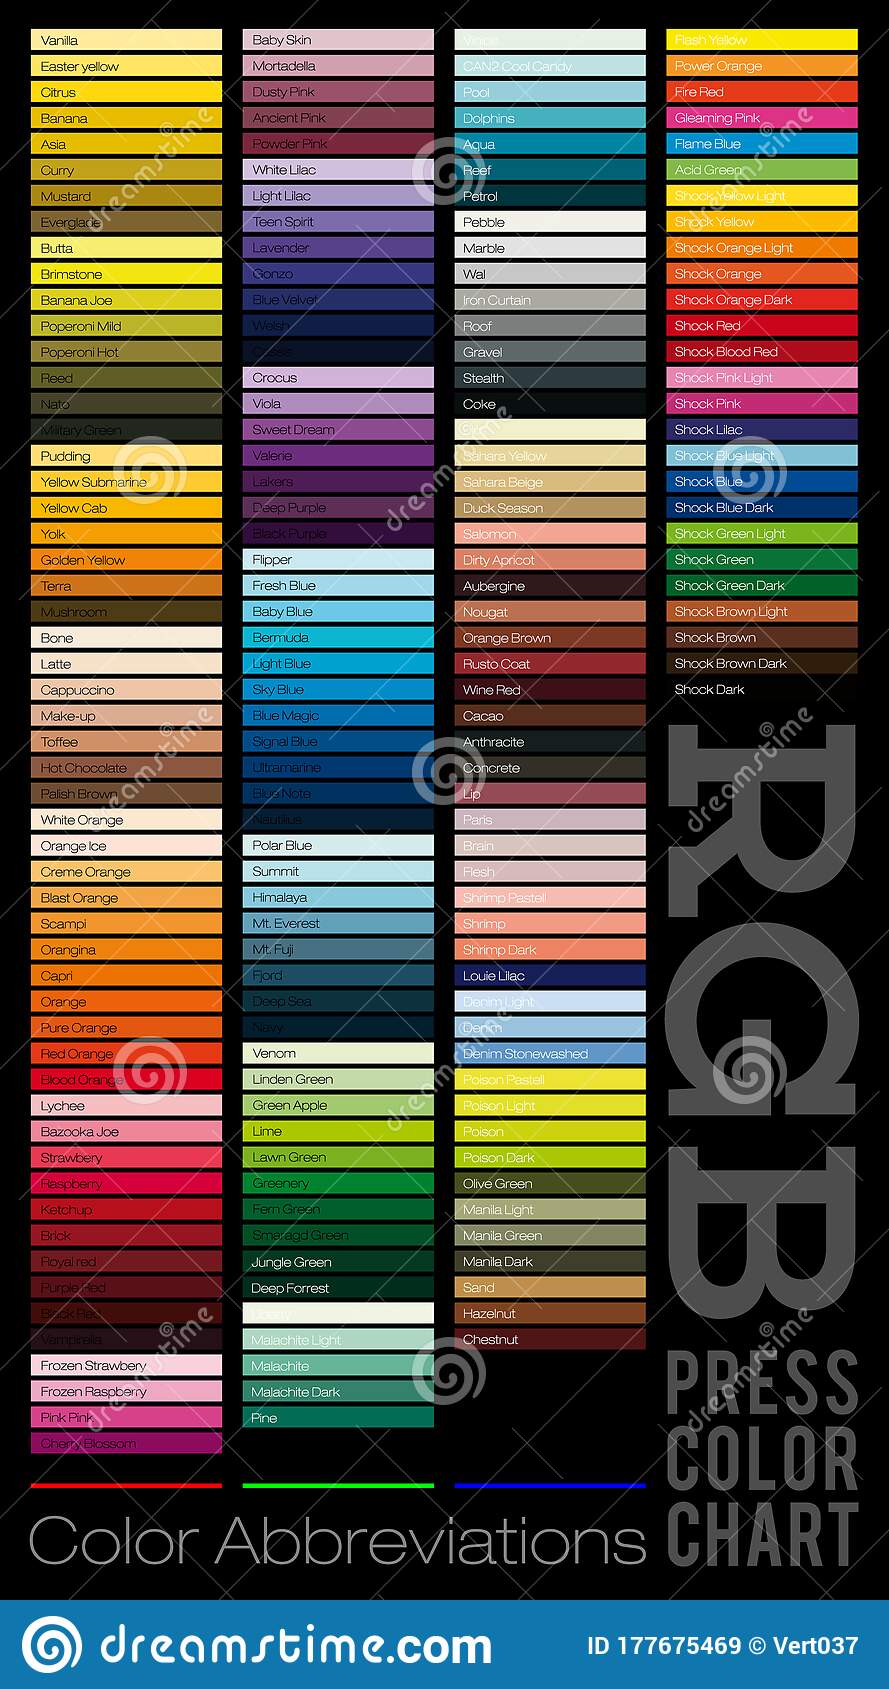 Vanilla
Easter yellow
Citrus
Banana
Asia
Curry
Mustard
Everglade
Butta
Brimstone
Banana Joe
Poperoni Mild
Poperoni Hot
Reed
Nato
Military Green
Pudding
Yellow Submarine
Yellow Cab
Yolk
Golden Yellow
Terra
Mushroom
Bone
Latte
Cappuccino
Make-up
Toffee
Hot Chocolate
Palish Brown
White Orange
Orange Ice
Creme Orange
Blast Orange
Scampi
Orangina
Capri
Orange
Pure Orange
Red Orange
Blood Orange
Lychee
Bazooka Joe
Strawbery
Raspberry
Ketchup
Brick
Royal red
Purple Red
Black Red
Vampirella
Frozen Strawbery
Frozen Raspberry
Pink Pink
Cherry Blossom
Baby Skin
Mortadella
Dusty Pink
Ancient Pink
Powder Pink
White Lilac
Light Lilac
Teen Spirit
Lavender
Gonzo
Blue Velvet
Welsh
Crocus
Viola
Sweet Dream
Valerie
Lakers
Deep Purple
Black Purple
Flipper
Fresh Blue
Baby Blue
Bermuda
Light Blue
Sky Blue
Blue Magic
Signal Blue
Ultramarine
Blue Note
Nautilius
Polar Blue
Summit
Himalaya
Mt. Everest
Mt. Fuji
Fjord
Deep Sea
Navy
Venom
Linden Green
Green Apple
Lime
Lawn Green
Greenery
Fern Green
Smaragd Green
Jungle Green
Deep Forrest
Malachite Light
Malachite
Malachite Dark
Pine
CAN2 Cool Candy
Pool
Dolphins
Aqua
Reef
Petrol
Pebble
Marble
Wal
Iron Curtain
Roof
Gravel
Stealth
Coke
Sahara Yellow
Sahara Beige
Duck Season
Salomon
Dirty Apricot
Aubergine
Nougat
Orange Brown
Rusto Coat
Wine Red
Cacao
Anthracite
Concrete
Lip
Paris
Brain
Flesh
Shrimp Pastell
Shrimp
Shrimp Dark
Louie Lilac
Denim Light
Denim
Denim Stonewashed
Poison Pastell
Poison Light
Poison
Poison Dark
Olive Green
Manila Light
Manila Green
Manila Dark
Sand
Hazelnut
Chestnut
Flash Yellow
Power Orange
Fire Red
Gleaming Pink
Flame Blue
Acid Green
Shock Yellow Light
Shock Yellow
Shock Orange Light
Shock Orange
Shock Orange Dark
Shock Red
Shock Blood Red
Shock Pink Light
Shock Pink
Shock Lilac
Shock Blue Light
Shock Blue
Shock Blue Dark
Shock Green Light
Shock Green
Shock Green Dark
Shock Brown Light
Shock Brown
Shock Brown Dark
Shock Dark
RGB
PRESS
COLOR
CHART
Color Abbreviations
dreamstime.com
ID 177675469 © Vert037